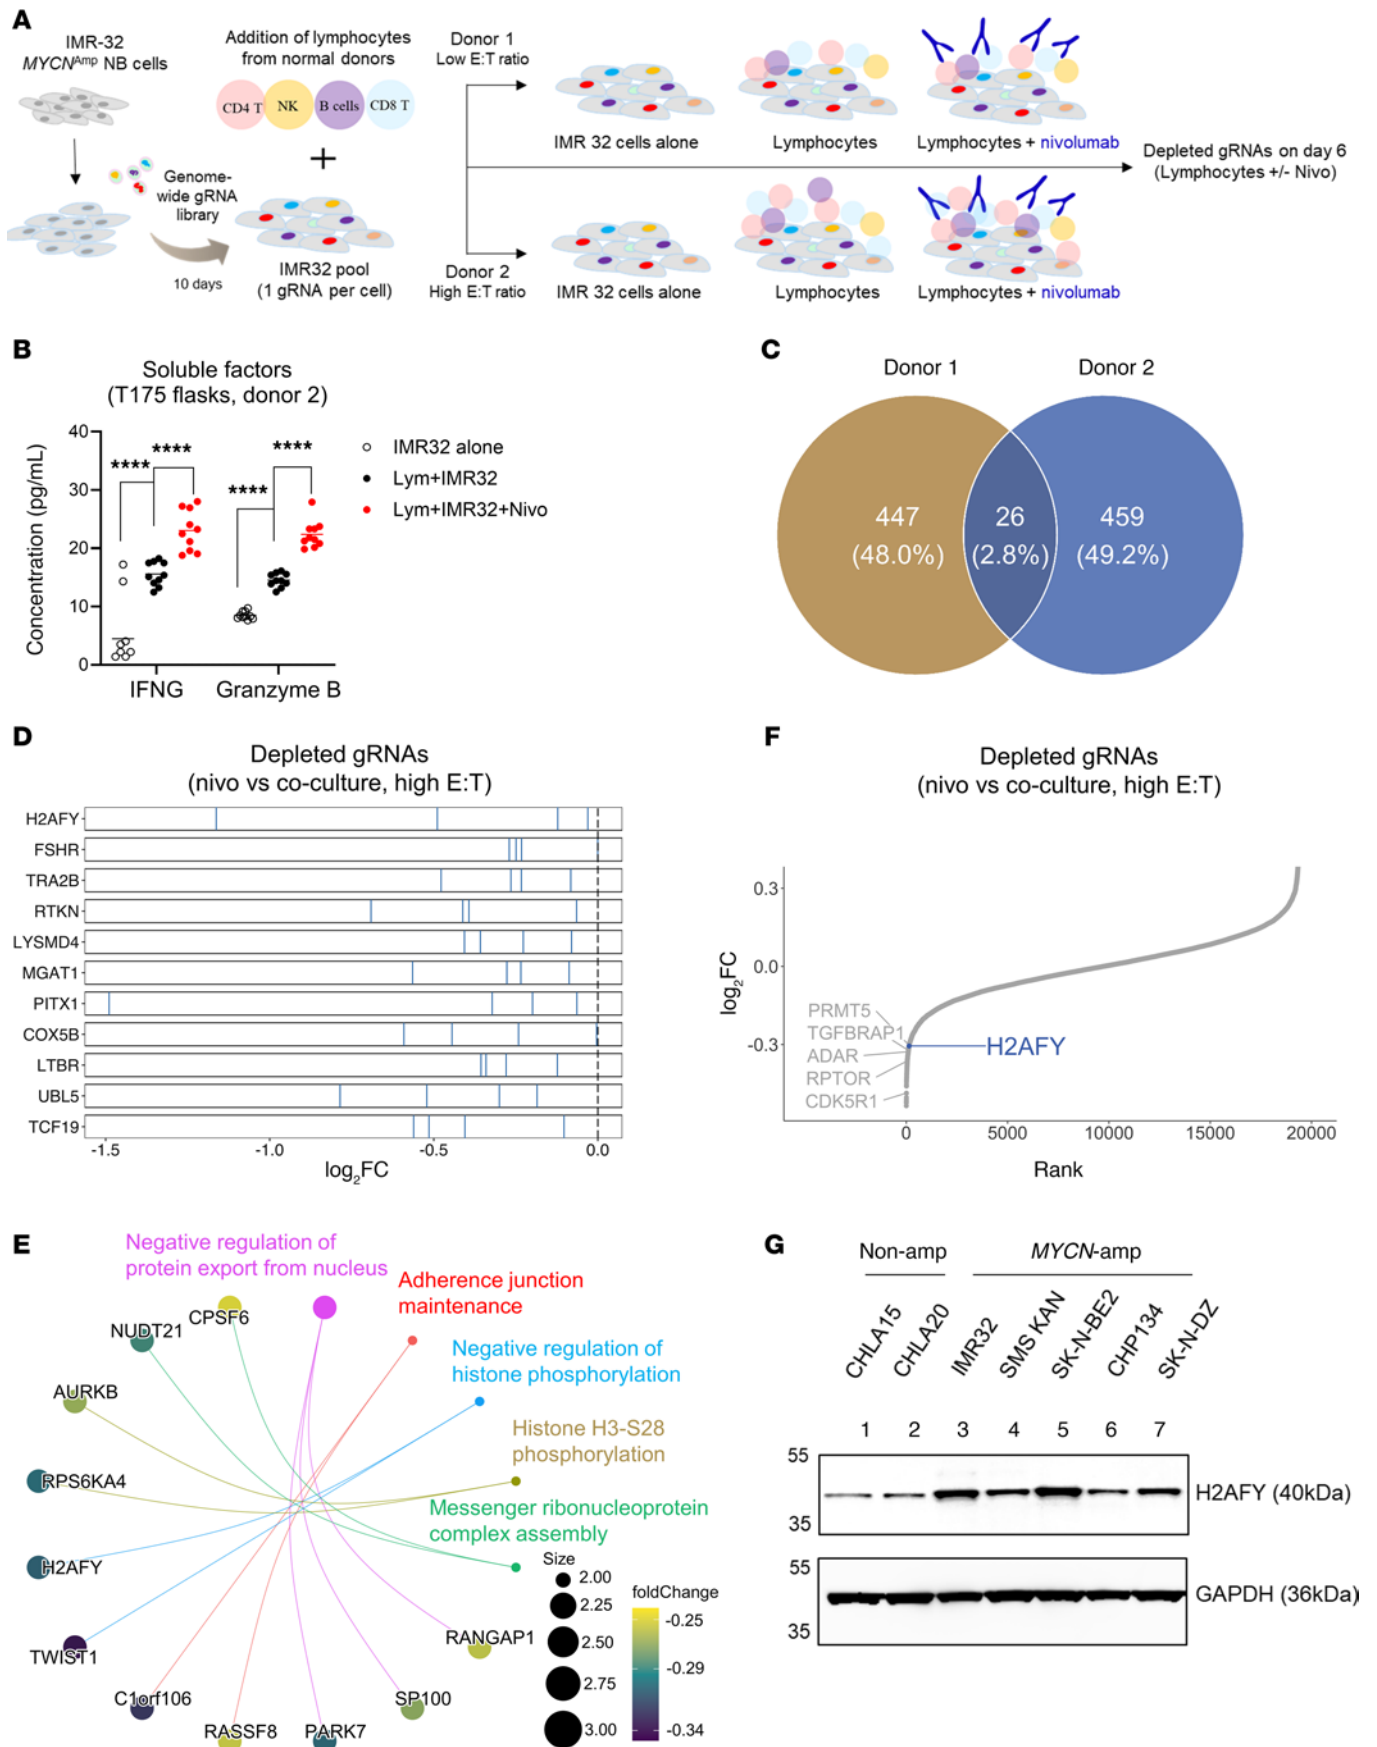 A
IMR-32
MYCN^Amp NB cells
Addition of lymphocytes
from normal donors
CD4 T
NK
B cells
CD8 T
+
Genome-
wide gRNA
library
10 days
IMR32 pool
(1 gRNA per cell)
Donor 1
Low E:T ratio
IMR 32 cells alone
Lymphocytes
Lymphocytes + nivolumab
Depleted gRNAs on day 6
(Lymphocytes +/- Nivo)
Donor 2
High E:T ratio
IMR 32 cells alone
Lymphocytes
Lymphocytes + nivolumab
B
Soluble factors
(T175 flasks, donor 2)
Concentration (pg/mL)
40
30
20
10
0
****
****
****
****
IFNG
Granzyme B
IMR32 alone
Lym+IMR32
Lym+IMR32+Nivo
C
Donor 1
Donor 2
447
(48.0%)
26
(2.8%)
459
(49.2%)
D
Depleted gRNAs
(nivo vs co-culture, high E:T)
H2AFY
FSHR
TRA2B
RTKN
LYSMD4
MGAT1
PITX1
COX5B
LTBR
UBL5
TCF19
-1.5
-1.0
-0.5
0.0
log2FC
F
Depleted gRNAs
(nivo vs co-culture, high E:T)
log2FC
0.3
0.0
-0.3
PRMT5
TGFBRAP1
ADAR
RPTOR
CDK5R1
H2AFY
0
5000
10000
15000
20000
Rank
E
Negative regulation of
protein export from nucleus
Adherence junction
maintenance
Negative regulation of
histone phosphorylation
Histone H3-S28
phosphorylation
Messenger ribonucleoprotein
complex assembly
CPSF6
NUDT21
AURKB
RPS6KA4
H2AFY
TWIST1
C1orf106
RASSF8
PARK7
SP100
RANGAP1
Size
2.00
2.25
2.50
2.75
3.00
foldChange
-0.25
-0.29
-0.34
G
Non-amp
MYCN-amp
CHLA15
CHLA20
IMR32
SMS KAN
SK-N-BE2
CHP134
SK-N-DZ
1 2 3 4 5 6 7
55
35
H2AFY (40kDa)
55
35
GAPDH (36kDa)